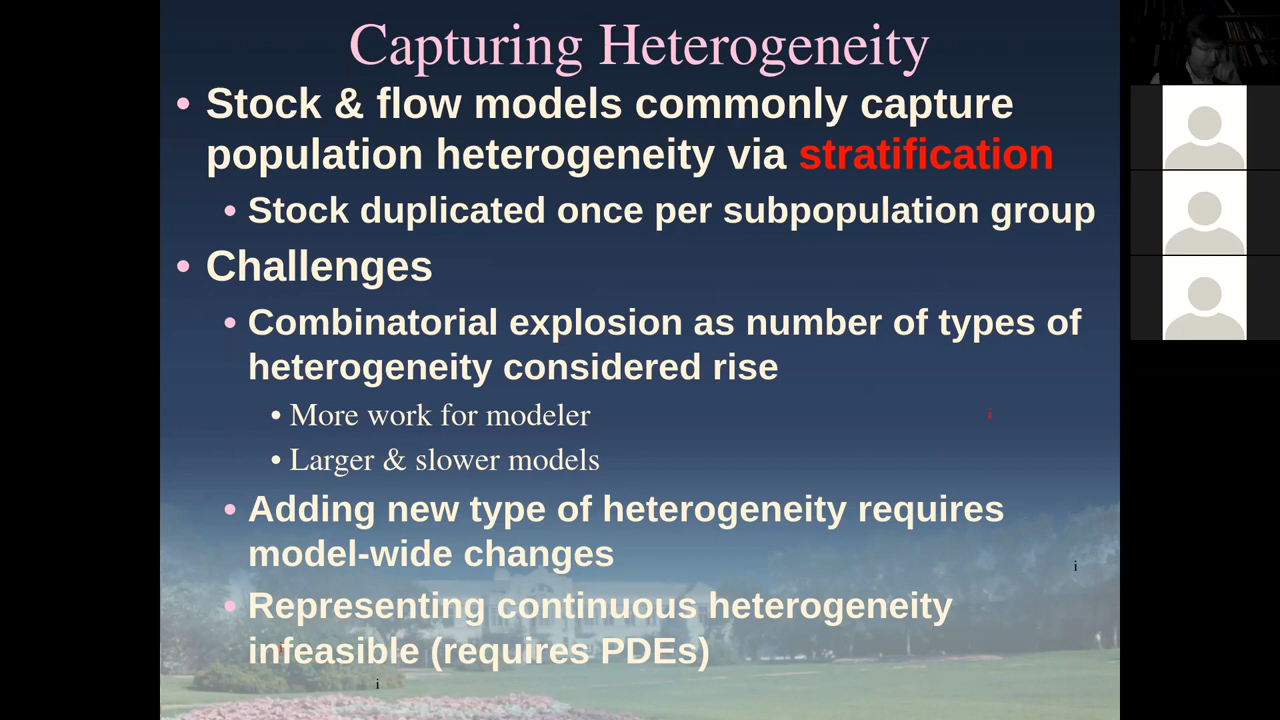 Capturing Heterogeneity
• Stock & flow models commonly capture
population heterogeneity via stratification
• Stock duplicated once per subpopulation group
• Challenges
• Combinatorial explosion as number of types of
heterogeneity considered rise
• More work for modeler
i
• Larger & slower models
• Adding new type of heterogeneity requires
model-wide changes
i
• Representing continuous heterogeneity
infeasible (requires PDEs)
i